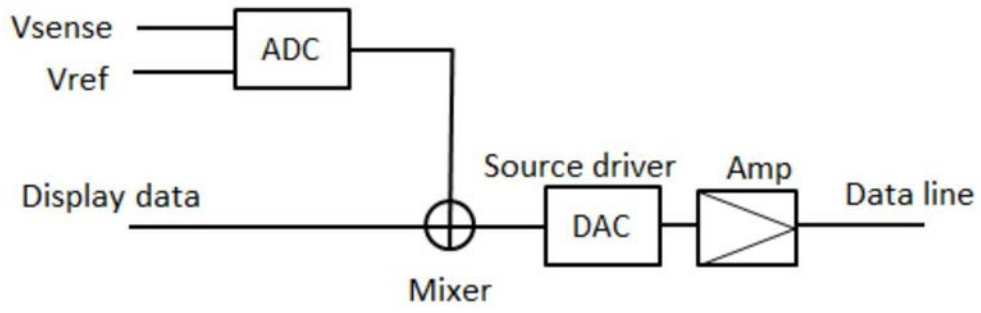 Vsense
ADC
Vref
Source driver
Amp
Display data
Data line
DAC
Mixer